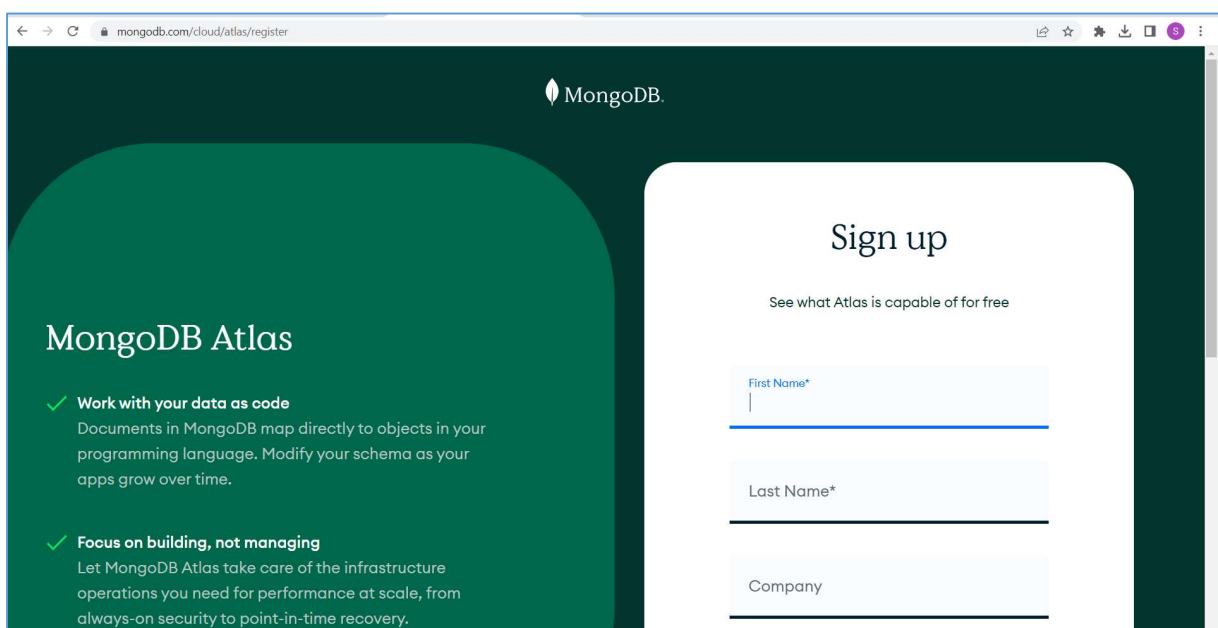 mongodb.com/cloud/atlas/register
S
MongoDB.
MongoDB Atlas
Work with your data as code
Documents in MongoDB map directly to objects in your
programming language. Modify your schema as your
apps grow over time.
Focus on building, not managing
Let MongoDB Atlas take care of the infrastructure
operations you need for performance at scale, from
always-on security to point-in-time recovery.
Sign up
See what Atlas is capable of for free
First Name*
Last Name*
Company